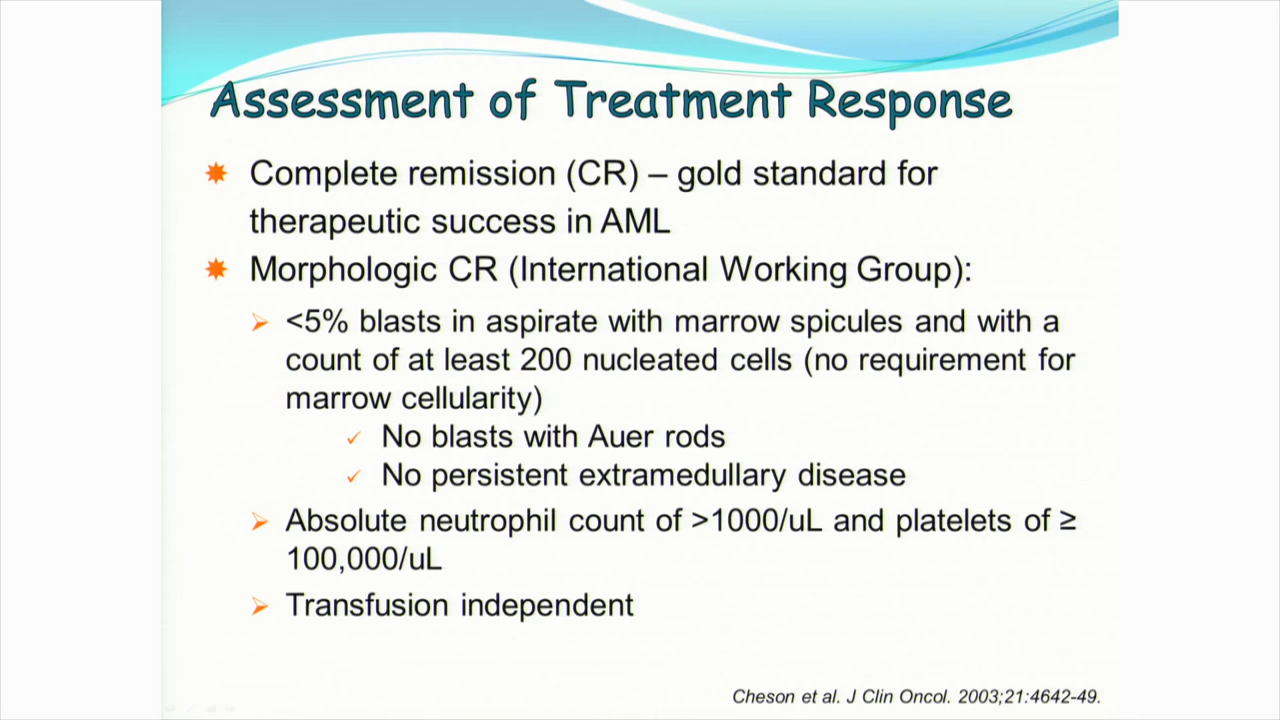 Assessment of Treatment Response
Complete remission (CR) – gold standard for
therapeutic success in AML
Morphologic CR (International Working Group):
<5% blasts in aspirate with marrow spicules and with a
count of at least 200 nucleated cells (no requirement for
marrow cellularity)
No blasts with Auer rods
No persistent extramedullary disease
Absolute neutrophil count of >1000/uL and platelets of ≥
100,000/uL
Transfusion independent
Cheson et al. J Clin Oncol. 2003;21:4642-49.